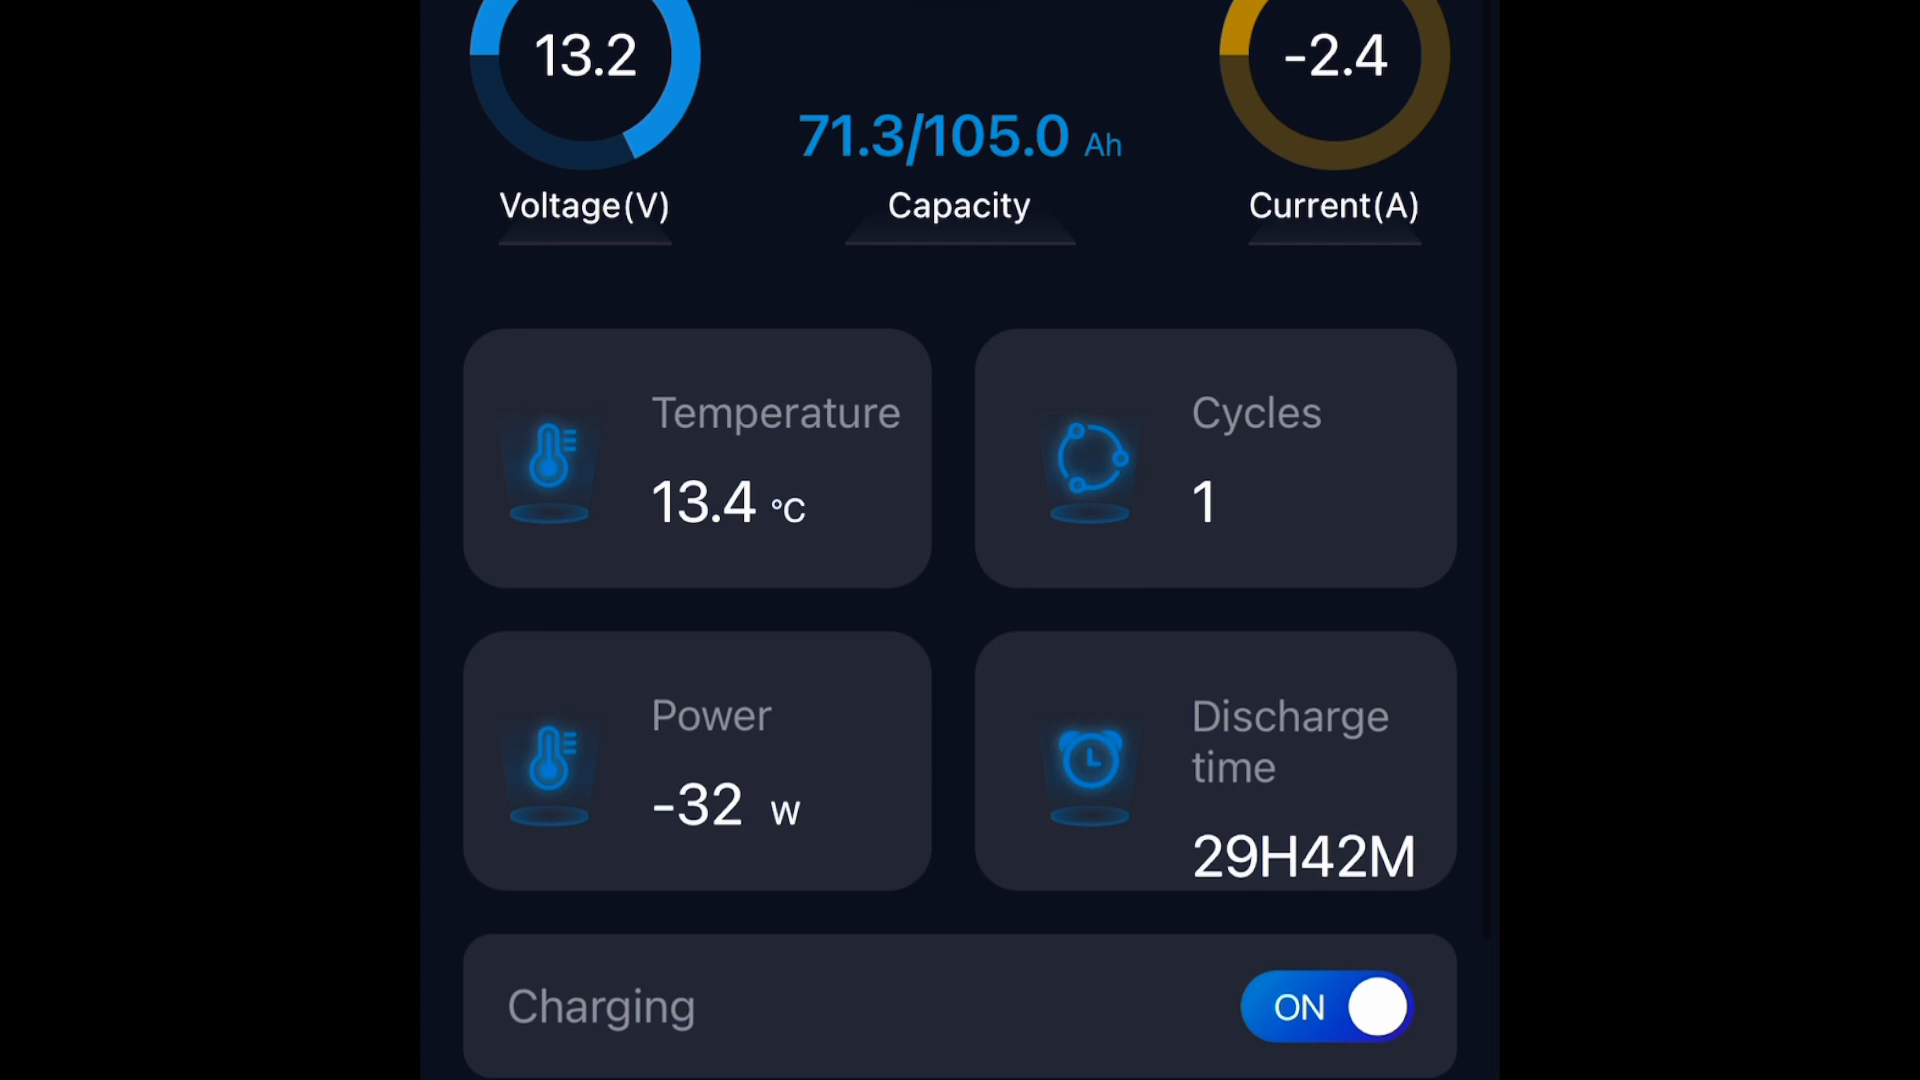 13.2
-2.4
71.3/105.0 Ah
Voltage(V)
Capacity
Current(A)
Temperature
13.4 °C
Cycles
1
Power
-32 W
Discharge
time
29H42M
Charging
ON